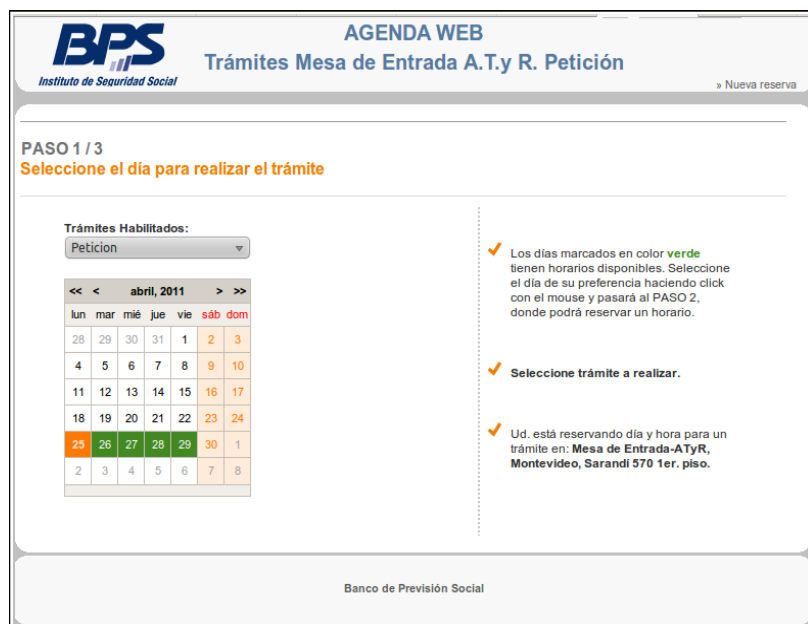 BPS
Instituto de Seguridad Social
AGENDA WEB
Trámites Mesa de Entrada A.T.y R. Petición
» Nueva reserva
PASO 1 / 3
Seleccione el día para realizar el trámite
Trámites Habilitados:
Peticion
<< < abril, 2011 > >>
lun mar mié jue vie sáb dom
28 29 30 31 1 2 3
4 5 6 7 8 9 10
11 12 13 14 15 16 17
18 19 20 21 22 23 24
25 26 27 28 29 30 1
2 3 4 5 6 7 8
Los días marcados en color verde
tienen horarios disponibles. Seleccione
el día de su preferencia haciendo click
con el mouse y pasará al PASO 2,
donde podrá reservar un horario.
Seleccione trámite a realizar.
Ud. está reservando día y hora para un
trámite en: Mesa de Entrada-ATyR,
Montevideo, Sarandí 570 1er. piso.
Banco de Previsión Social